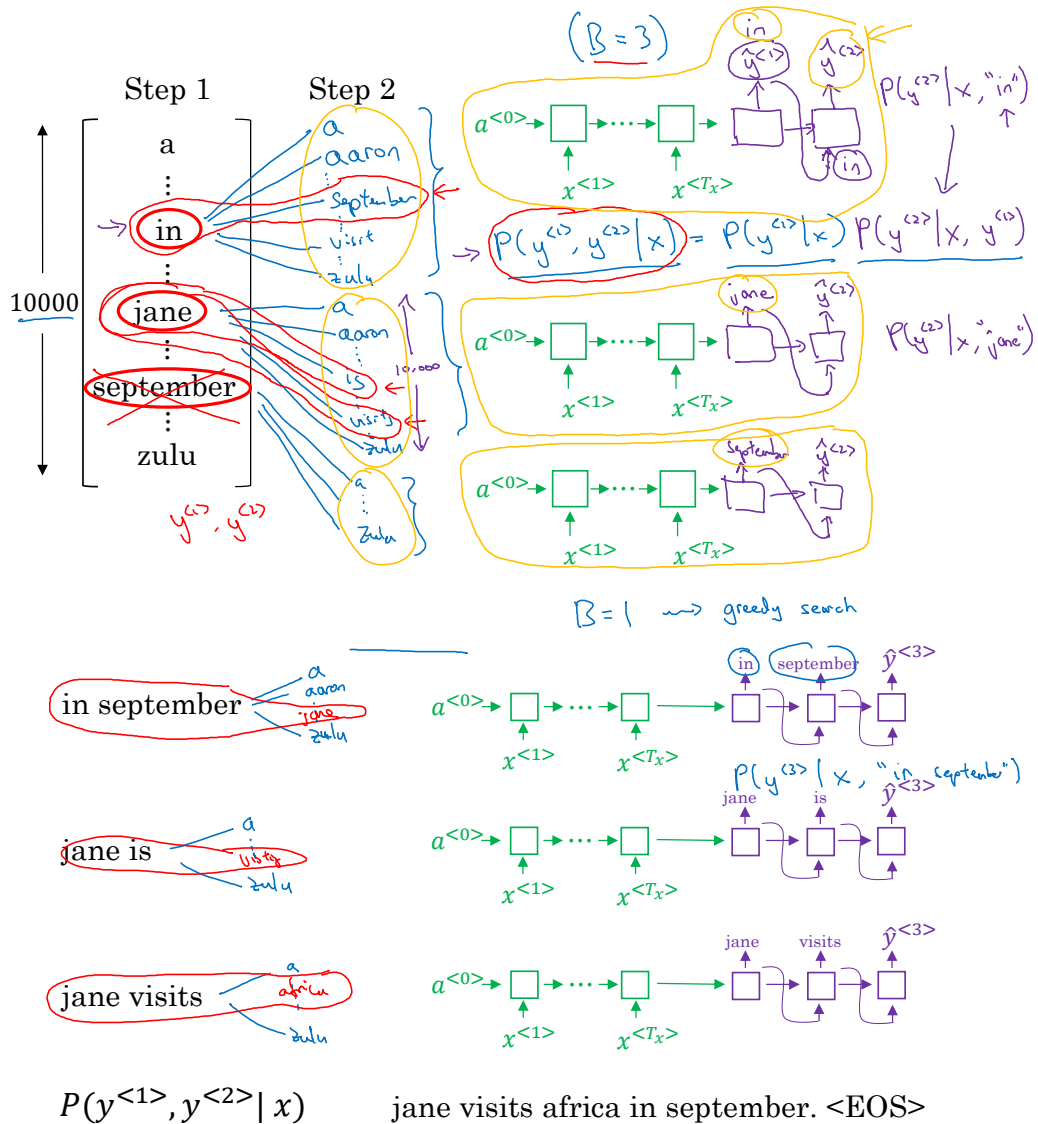 (B = 3)
Step 1
Step 2
10000
a
⋮
in
⋮
jane
⋮
september
⋮
zulu
y<1>, y<2>
a
aaron
⋮
september
⋮
visit
⋮
zulu
a
aaron
⋮
is
⋮
visits
zulu
10,000
a
⋮
zulu
in
ŷ<1> ŷ<2>
a<0> ⋯
in
x<1> x<Tx>
P(y<2> | x, "in")
P(y<1>, y<2> | x) = P(y<1> | x) P(y<2> | x, y<1>)
jane ŷ<2>
a<0> ⋯
x<1> x<Tx>
P(y<2> | x, "jane")
september ŷ<2>
a<0> ⋯
x<1> x<Tx>
B = 1 → greedy search
in september
a
aaron
jane
zulu
in september ŷ<3>
a<0> ⋯
x<1> x<Tx>
P(y<3> | x, "in september")
jane is
a
⋮
zulu
jane is ŷ<3>
a<0> ⋯
x<1> x<Tx>
jane visits
a
africa
zulu
jane visits ŷ<3>
a<0> ⋯
x<1> x<Tx>
P(y<1>, y<2> | x)
jane visits africa in september. <EOS>